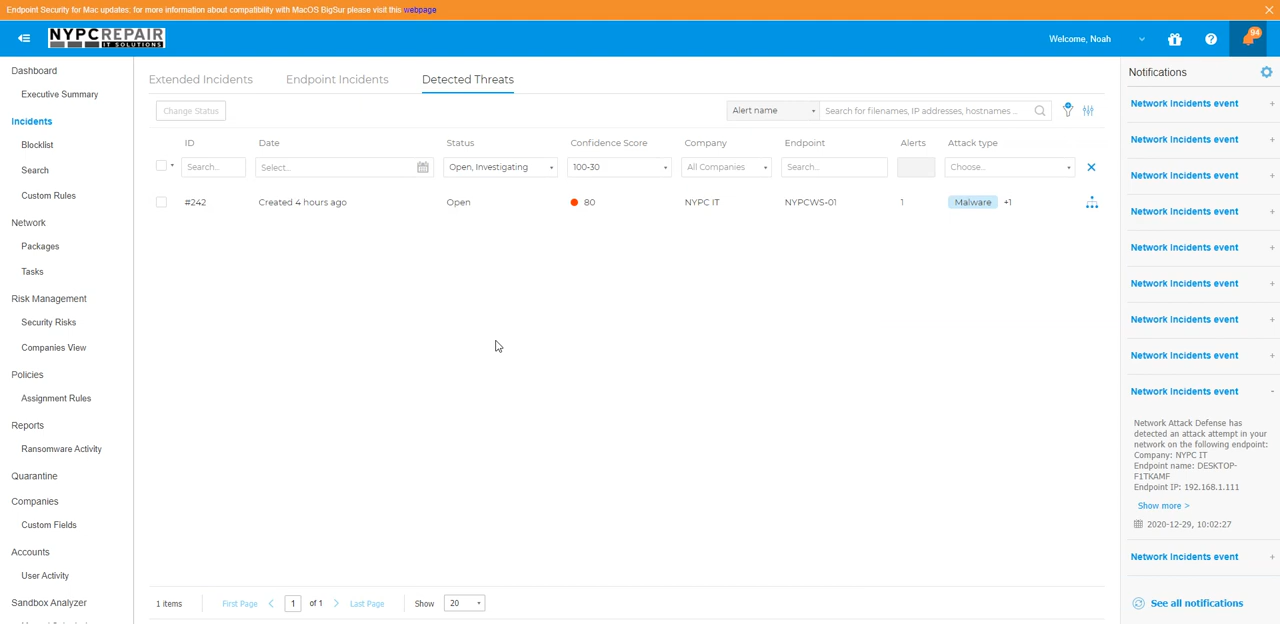 Endpoint Security for Mac updates: for more information about compatibility with MacOS BigSur please visit this webpage
NYPCREPAIR
IT SOLUTIONS
Welcome, Noah
94
Dashboard
Executive Summary
Incidents
Blocklist
Search
Custom Rules
Network
Packages
Tasks
Risk Management
Security Risks
Companies View
Policies
Assignment Rules
Reports
Ransomware Activity
Quarantine
Companies
Custom Fields
Accounts
User Activity
Sandbox Analyzer
Extended Incidents Endpoint Incidents Detected Threats
Change Status Alert name Search for filenames, IP addresses, hostnames ...
ID Date Status Confidence Score Company Endpoint Alerts Attack type
Search... Select... Open, Investigating 100-30 All Companies Search... Choose...
#242 Created 4 hours ago Open 80 NYPC IT NYPCWS-01 1 Malware +1
1 items First Page 1 of 1 Last Page Show 20
Notifications
Network Incidents event +
Network Incidents event +
Network Incidents event +
Network Incidents event +
Network Incidents event +
Network Incidents event +
Network Incidents event +
Network Incidents event +
Network Incidents event -
Network Attack Defense has
detected an attack attempt in your
network on the following endpoint:
Company: NYPC IT
Endpoint name: DESKTOP-
F1TKAMF
Endpoint IP: 192.168.1.111
Show more >
2020-12-29, 10:02:27
Network Incidents event +
See all notifications